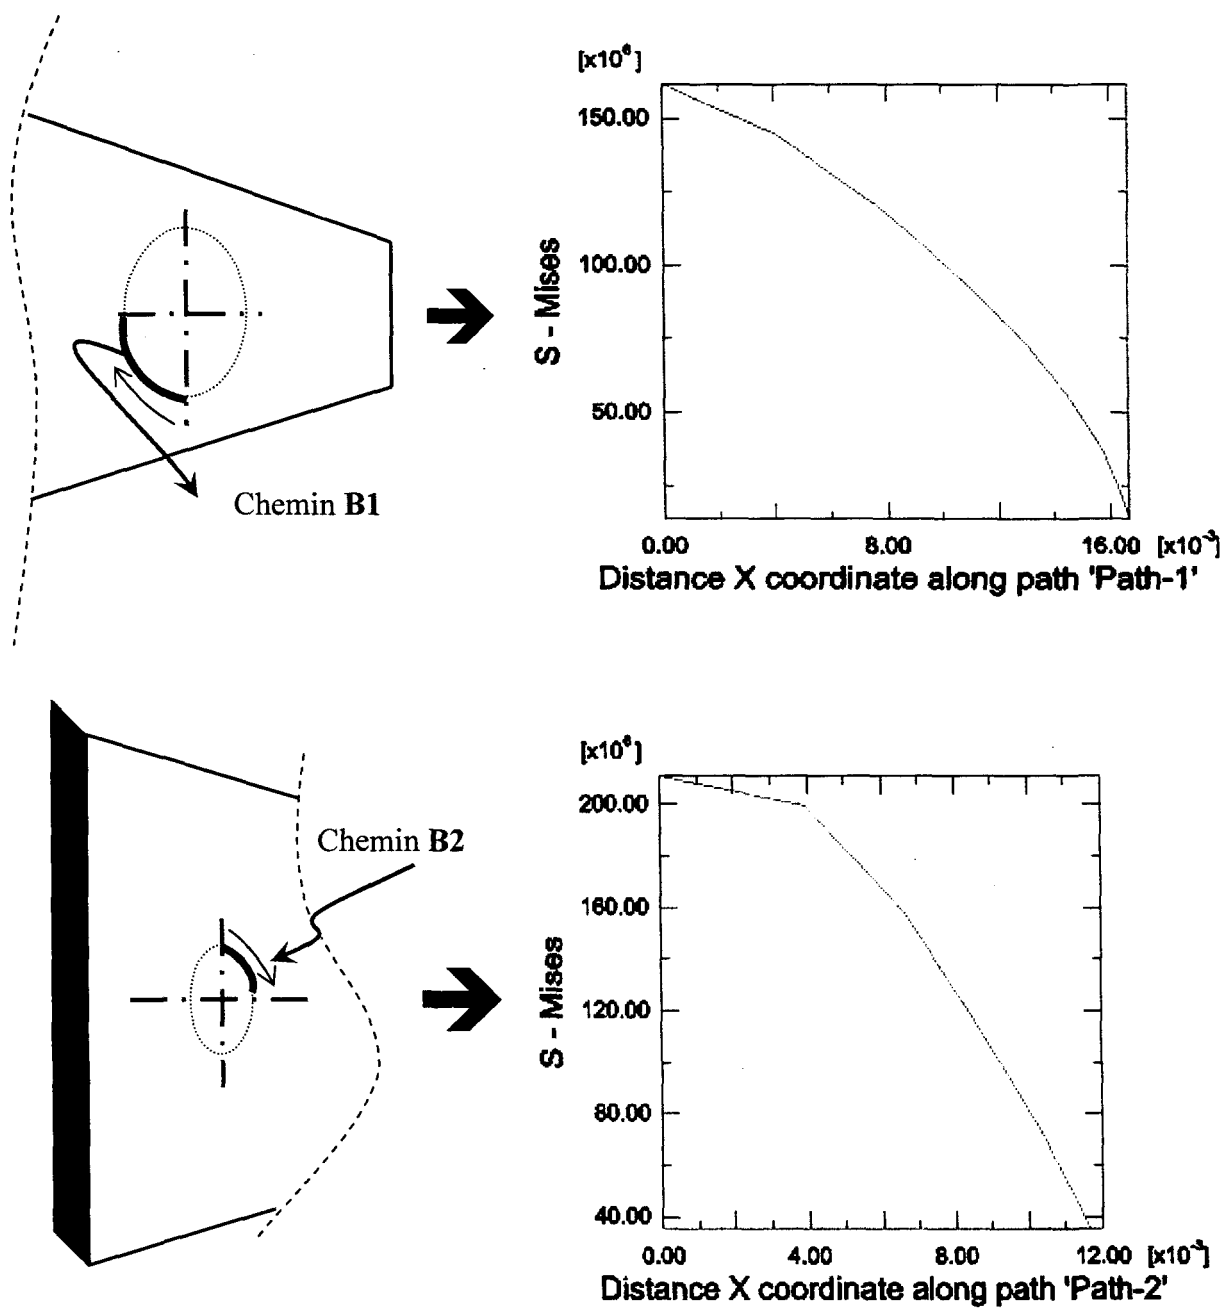 [x10⁶]
150.00
100.00
50.00
S - Mises
0.00 8.00 16.00 [x10⁻³]
Distance X coordinate along path 'Path-1'
Chemin B1
[x10⁶]
200.00
160.00
120.00
80.00
40.00
S - Mises
0.00 4.00 8.00 12.00 [x10⁻³]
Distance X coordinate along path 'Path-2'
Chemin B2